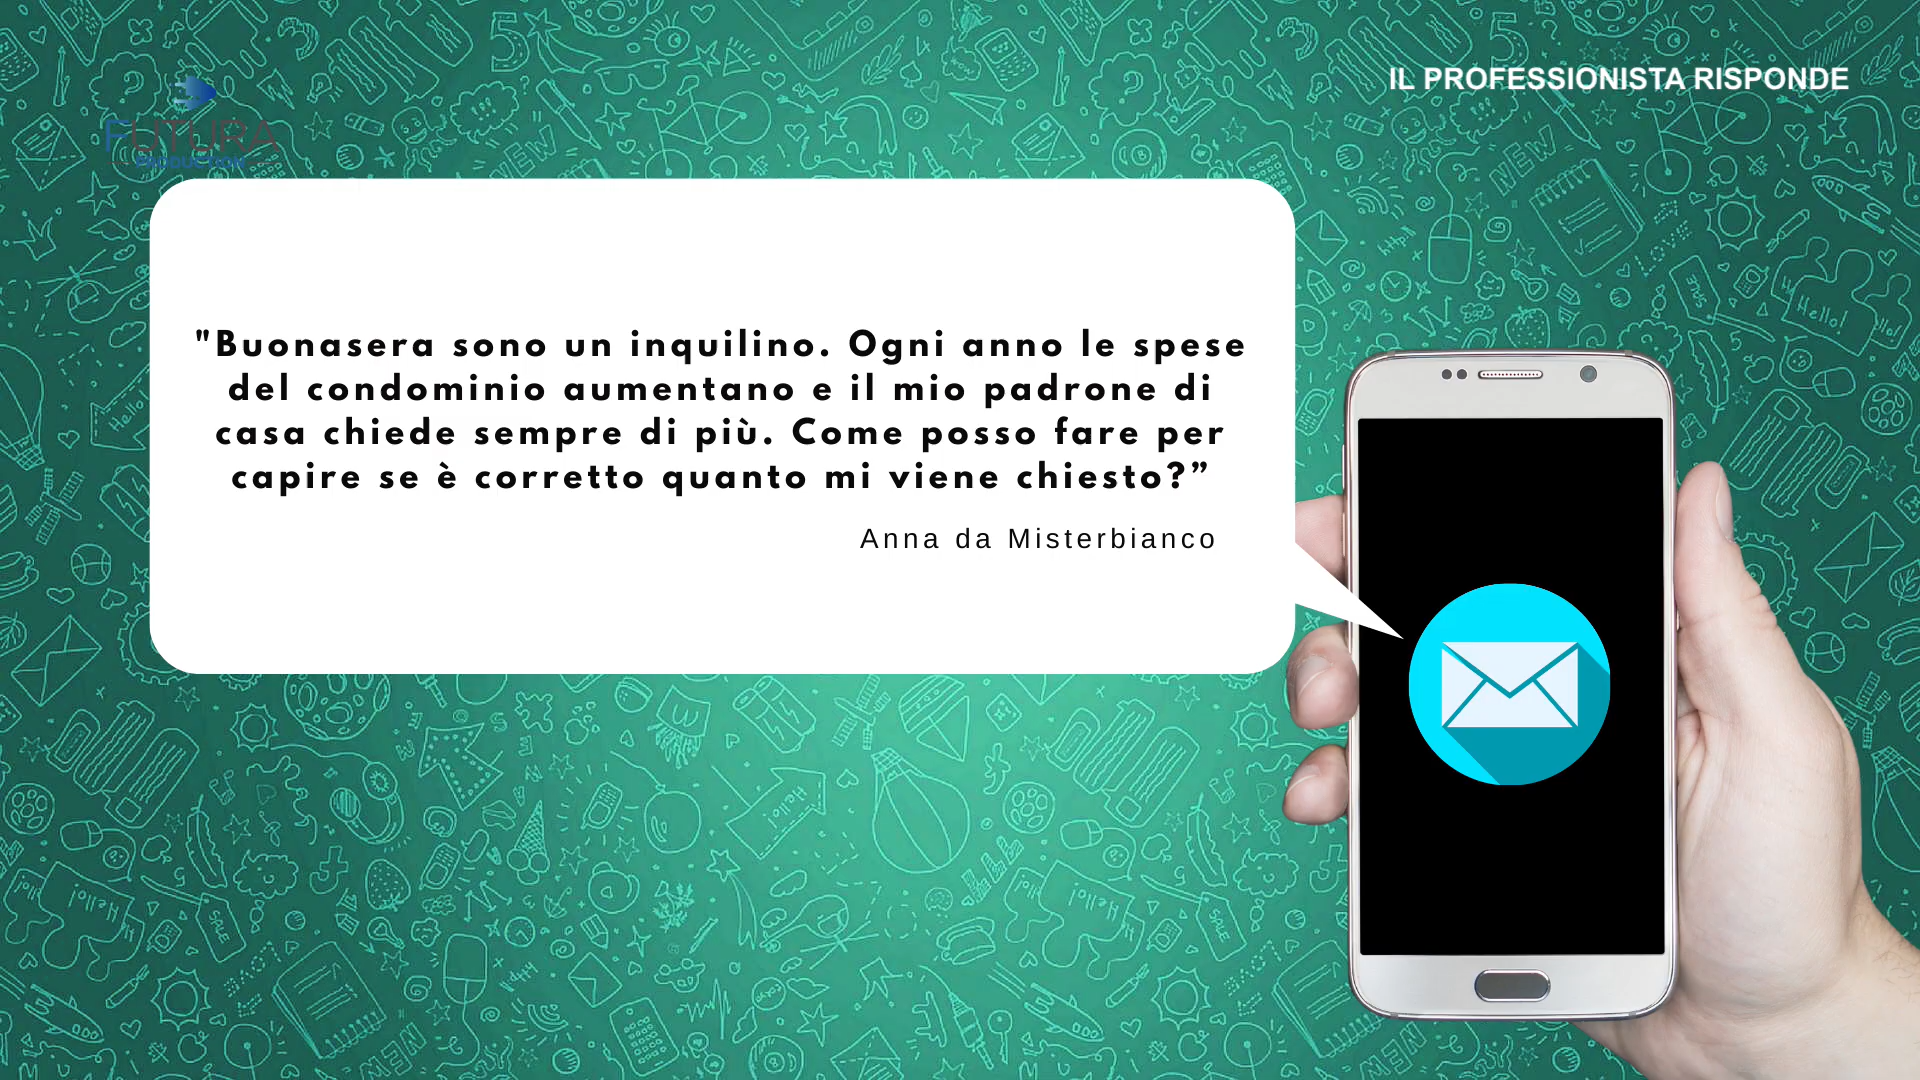 FUTURA
PRODUCTION
IL PROFESSIONISTA RISPONDE
"Buonasera sono un inquilino. Ogni anno le spese
del condominio aumentano e il mio padrone di
casa chiede sempre di più. Come posso fare per
capire se è corretto quanto mi viene chiesto?”
Anna da Misterbianco